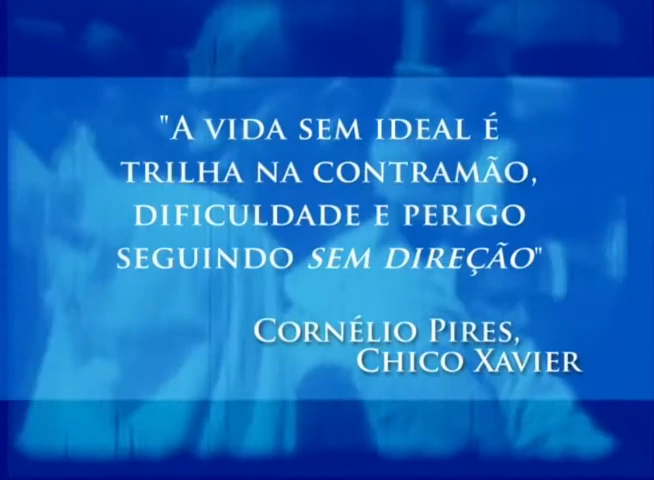 "A VIDA SEM IDEAL É
TRILHA NA CONTRAMÃO,
DIFICULDADE E PERIGO
SEGUINDO SEM DIREÇÃO"
CORNÉLIO PIRES,
CHICO XAVIER